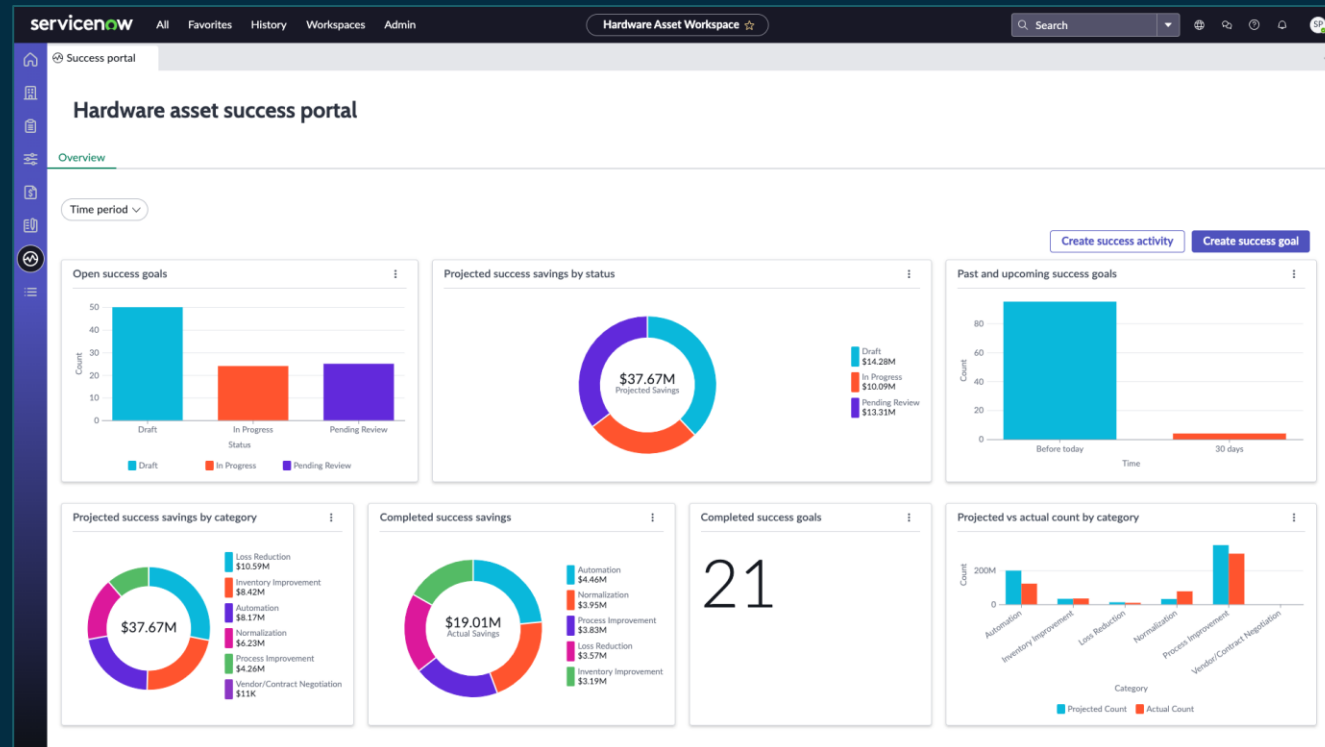 servicenow
All Favorites History Workspaces Admin
Hardware Asset Workspace
Search
SP
Success portal
Hardware asset success portal
Overview
Time period
Create success activity
Create success goal
Open success goals
50
40
30
20
10
0
Count
Draft In Progress Pending Review
Status
Draft In Progress Pending Review
Projected success savings by status
$37.67M
Projected Savings
Draft
$14.28M
In Progress
$10.09M
Pending Review
$13.31M
Past and upcoming success goals
80
60
40
20
0
Count
Before today 30 days
Time
Projected success savings by category
$37.67M
Loss Reduction
$10.59M
Inventory Improvement
$8.42M
Automation
$8.17M
Normalization
$6.23M
Process Improvement
$4.26M
Vendor/Contract Negotiation
$11K
Completed success savings
$19.01M
Actual Savings
Automation
$4.46M
Normalization
$3.95M
Process Improvement
$3.83M
Loss Reduction
$3.57M
Inventory Improvement
$3.19M
Completed success goals
21
Projected vs actual count by category
200M
0
Count
Automation
Inventory Improvement
Loss Reduction
Normalization
Process Improvement
Vendor/Contract Negotiation
Category
Projected Count Actual Count